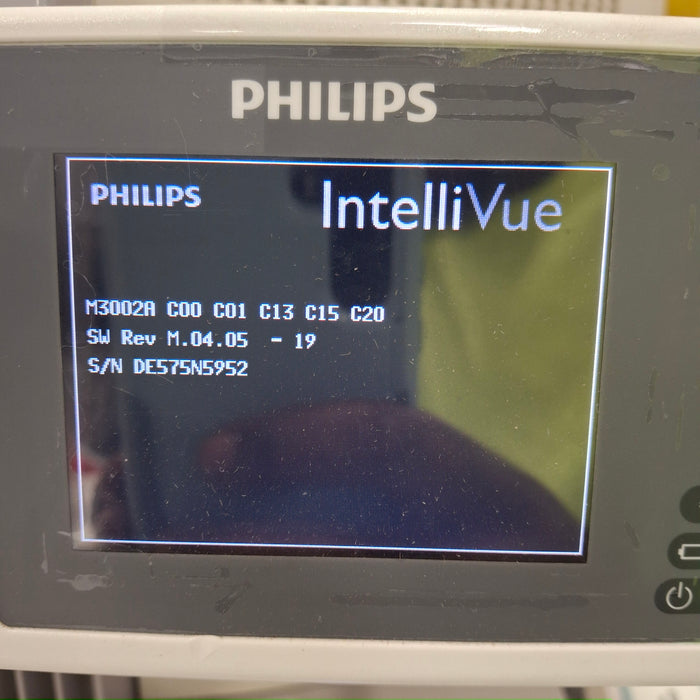 PHILIPS
PHILIPS IntelliVue
M3002A C00 C01 C13 C15 C20
SW Rev M.04.05 - 19
S/N DE575N5952